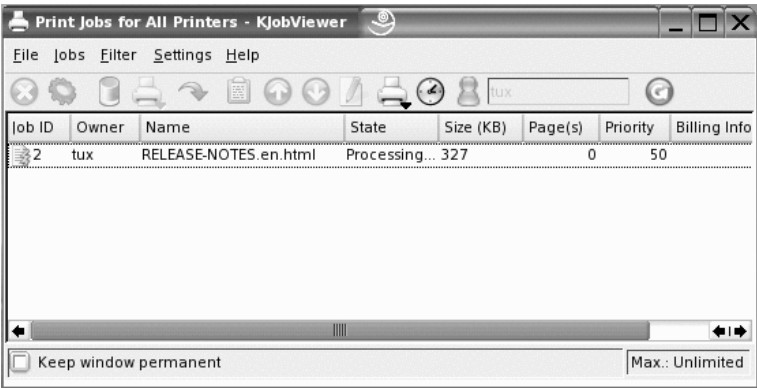 Print Jobs for All Printers - KJobViewer
File Jobs Filter Settings Help
tux
Job ID Owner Name State Size (KB) Page(s) Priority Billing Info
2 tux RELEASE-NOTES.en.html Processing... 327 0 50
Keep window permanent Max.: Unlimited